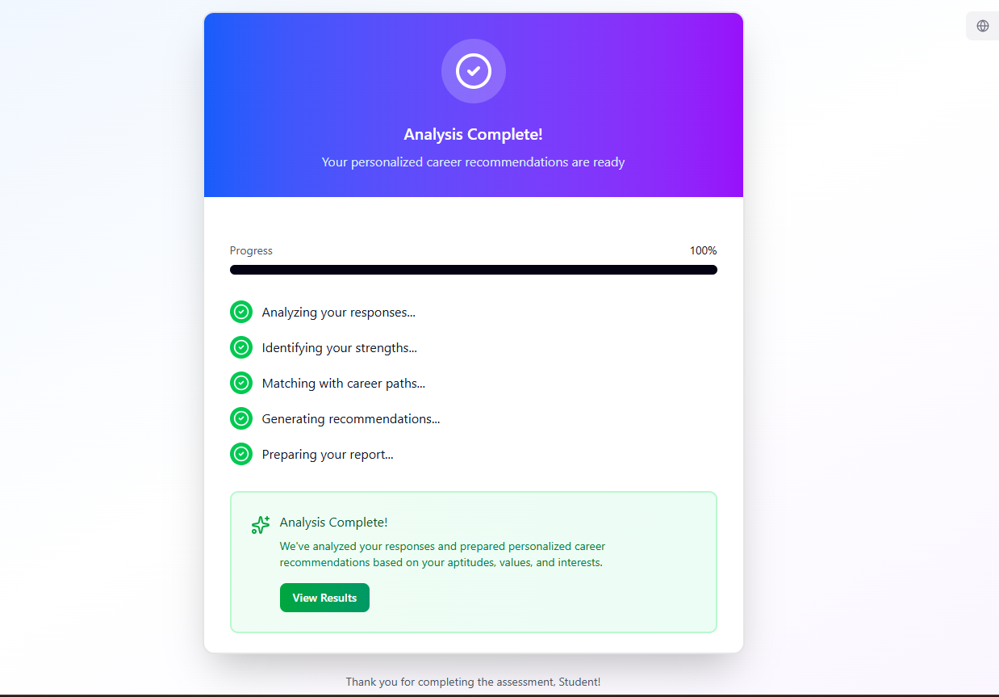 Analysis Complete!
Your personalized career recommendations are ready
Progress
100%
Analyzing your responses...
Identifying your strengths...
Matching with career paths...
Generating recommendations...
Preparing your report...
Analysis Complete!
We've analyzed your responses and prepared personalized career
recommendations based on your aptitudes, values, and interests.
View Results
Thank you for completing the assessment, Student!